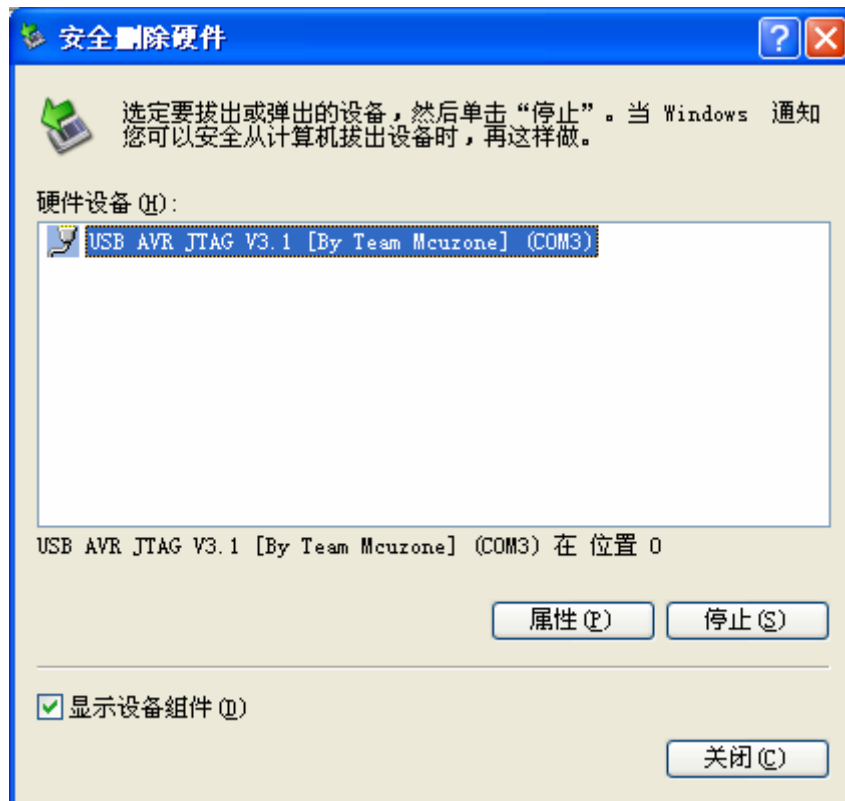 安全删除硬件
选定要拔出或弹出的设备，然后单击“停止”。当 Windows 通知
您可以安全从计算机拔出设备时，再这样做。
硬件设备(H):
USB AVR JTAG V3.1 [By Team Mcuzone] (COM3)
USB AVR JTAG V3.1 [By Team Mcuzone] (COM3) 在 位置 0
属性(P) 停止(S)
显示设备组件(D)
关闭(C)